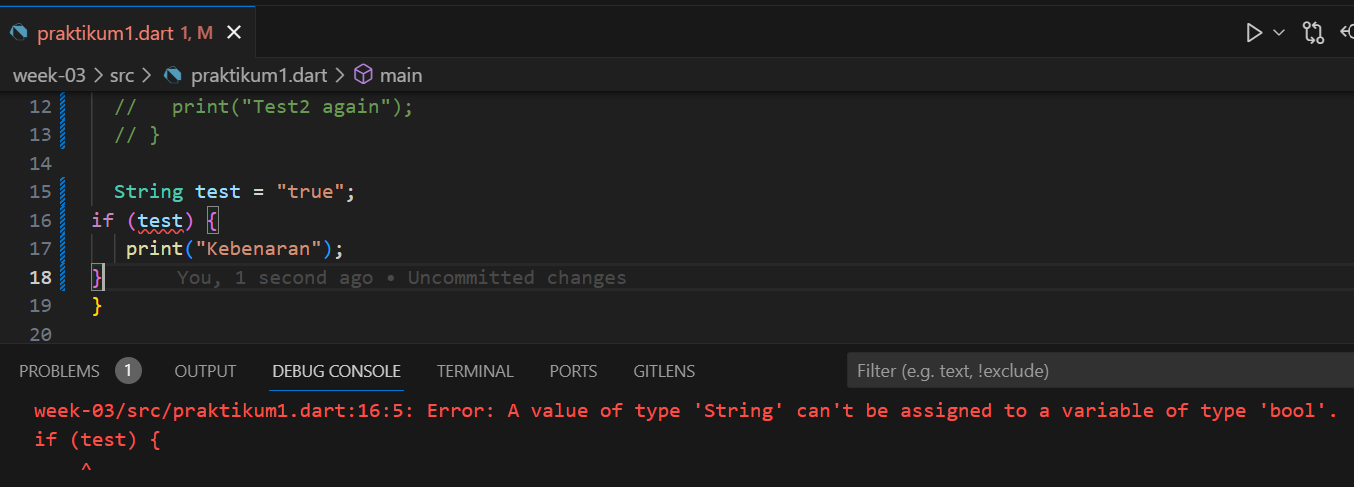 praktikum1.dart 1, M
week-03 > src > praktikum1.dart > main
12 //   print("Test2 again");
13 // }
14
15 String test = "true";
16 if (test) {
17 print("Kebenaran");
18 } You, 1 second ago • Uncommitted changes
19 }
20
PROBLEMS 1 OUTPUT DEBUG CONSOLE TERMINAL PORTS GITLENS Filter (e.g. text, !exclude)
week-03/src/praktikum1.dart:16:5: Error: A value of type 'String' can't be assigned to a variable of type 'bool'.
if (test) {
^